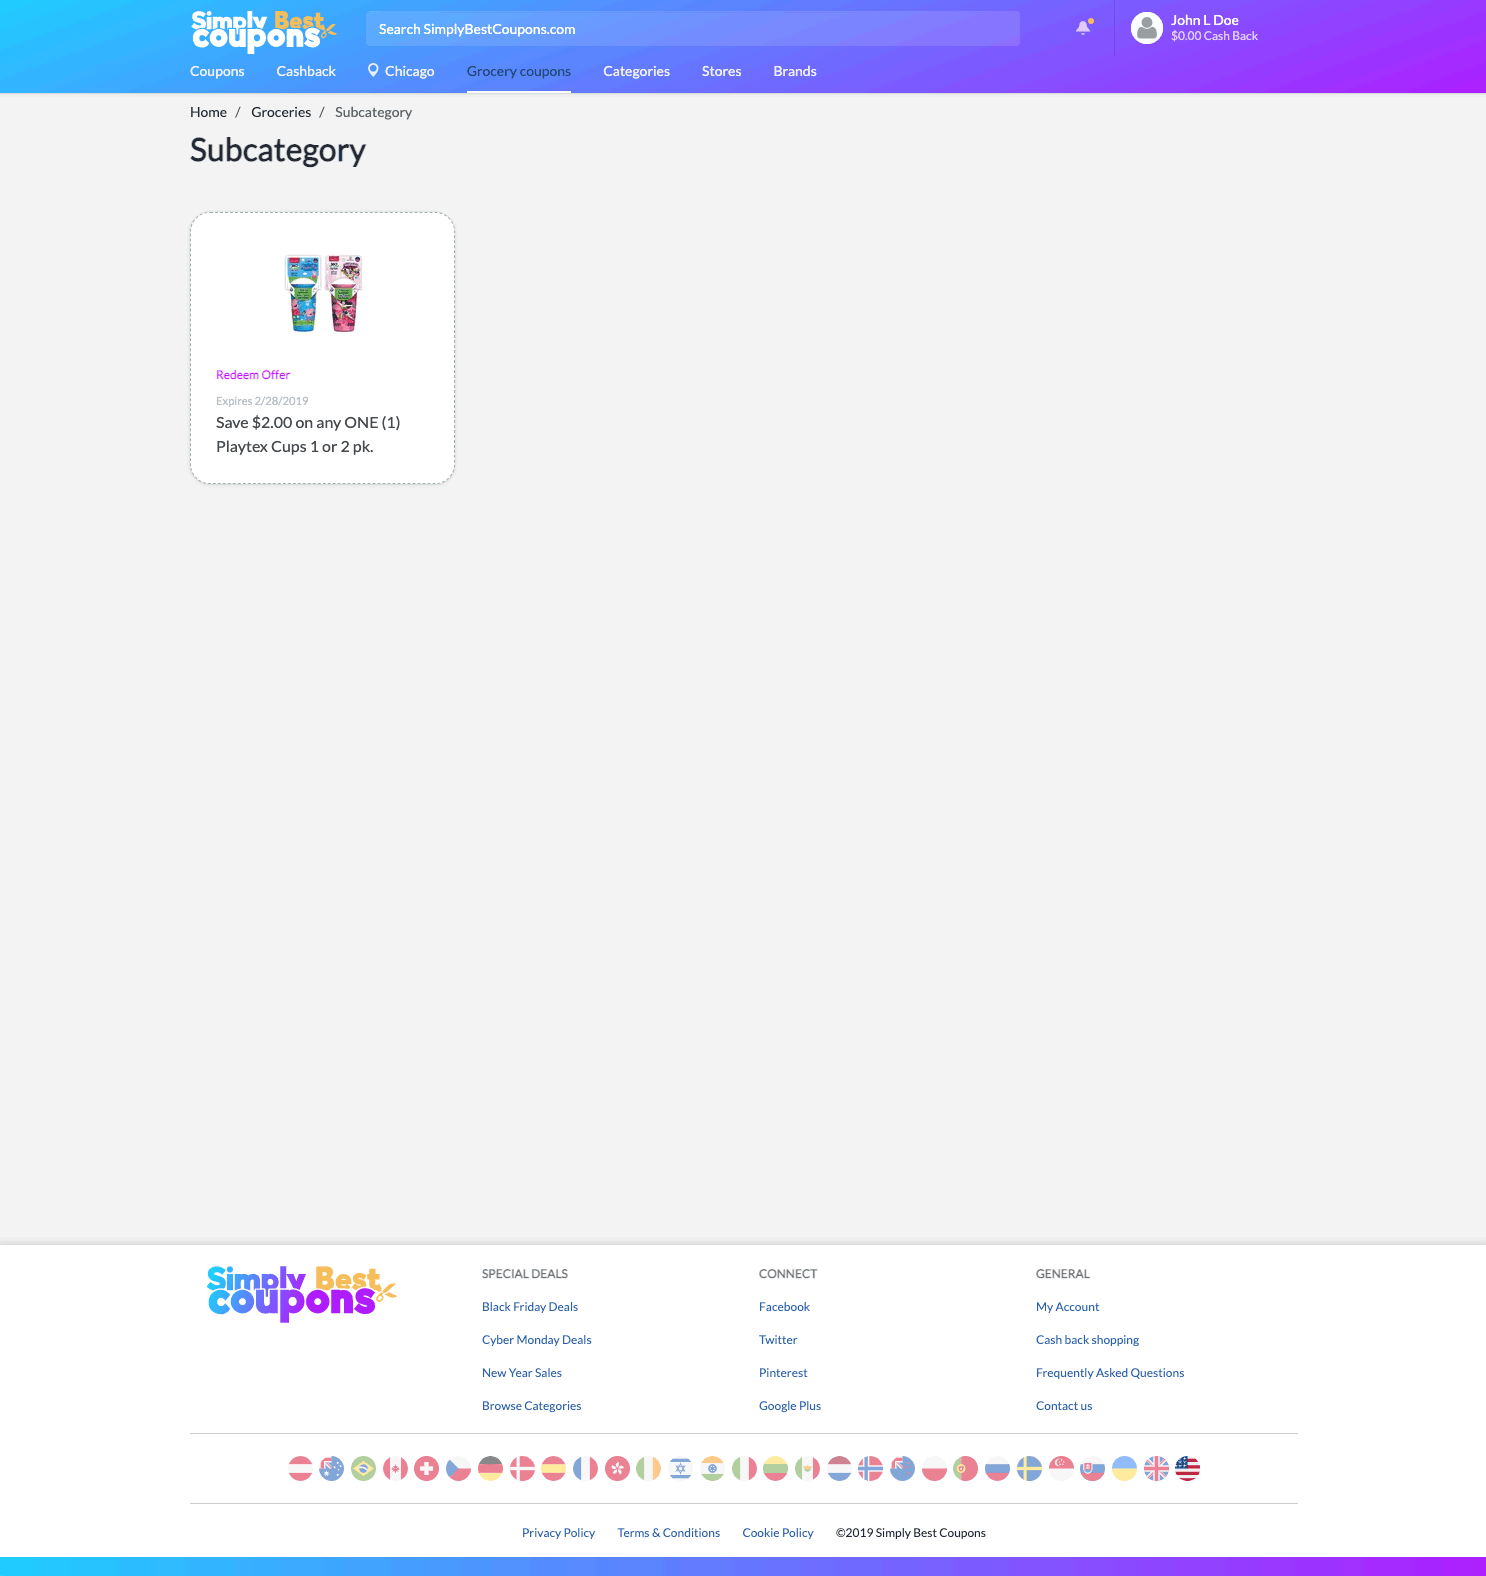 Simply Best
coupons
Search SimplyBestCoupons.com
John L Doe
$0.00 Cash Back
Coupons
Cashback
Chicago
Grocery coupons
Categories
Stores
Brands
Home / Groceries / Subcategory
Subcategory
Redeem Offer
Expires 2/28/2019
Save $2.00 on any ONE (1)
Playtex Cups 1 or 2 pk.
Simply Best
coupons
SPECIAL DEALS
Black Friday Deals
Cyber Monday Deals
New Year Sales
Browse Categories
CONNECT
Facebook
Twitter
Pinterest
Google Plus
GENERAL
My Account
Cash back shopping
Frequently Asked Questions
Contact us
Privacy Policy
Terms & Conditions
Cookie Policy
©2019 Simply Best Coupons